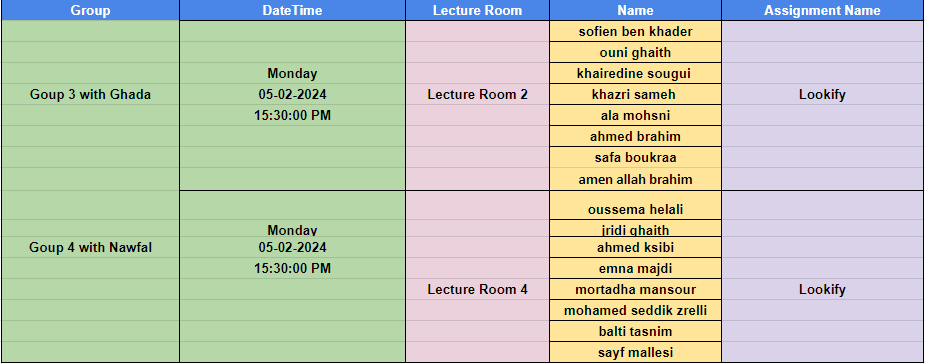 Group DateTime Lecture Room Name Assignment Name
sofien ben khader
ouni ghaith
Monday khairedine sougui
Goup 3 with Ghada 05-02-2024 Lecture Room 2 khazri sameh Lookify
15:30:00 PM ala mohsni
ahmed brahim
safa boukraa
amen allah brahim
oussema helali
Monday jridi ghaith
Goup 4 with Nawfal 05-02-2024 ahmed ksibi
15:30:00 PM emna majdi
Lecture Room 4 mortadha mansour Lookify
mohamed seddik zrelli
balti tasnim
sayf mallesi